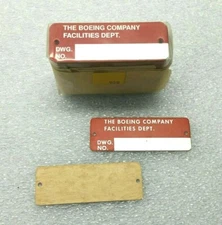 THE BOEING COMPANY
FACILITIES DEPT.
DWG.
NO.
THE BOEING COMPANY
FACILITIES DEPT.
DWG.
NO.